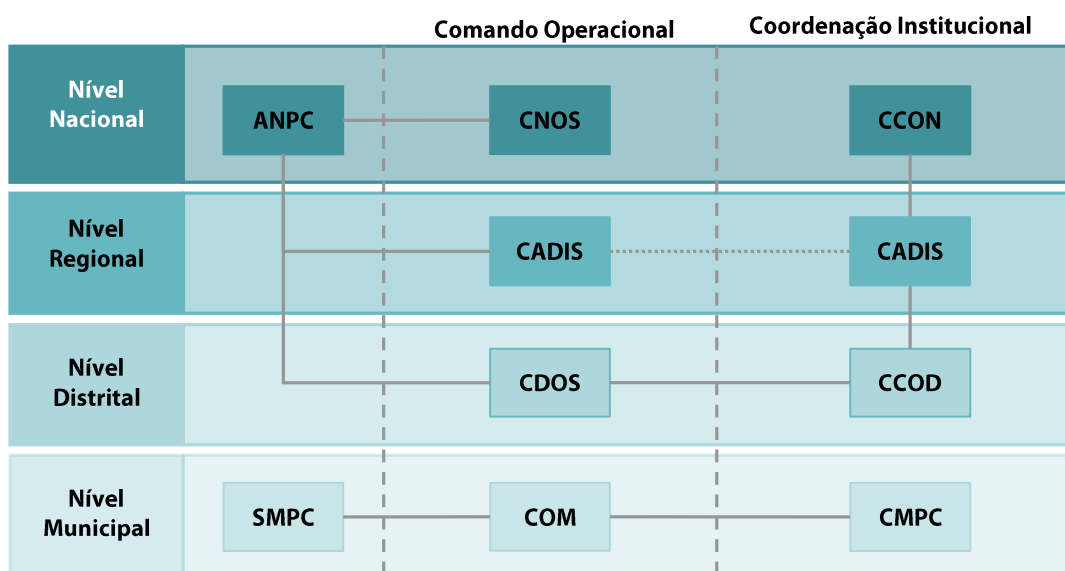 Comando Operacional
Coordenação Institucional
Nível
Nacional
ANPC
CNOS
CCON
Nível
Regional
CADIS
CADIS
Nível
Distrital
CDOS
CCOD
Nível
Municipal
SMPC
COM
CMPC